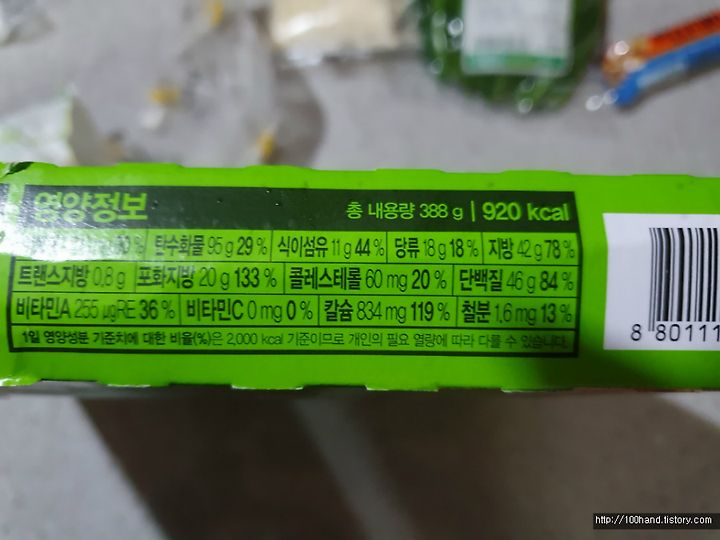 영양정보 총 내용량 388 g | 920 kcal
탄수화물 95 g 29 % 식이섬유 11 g 44 % 당류 18 g 18 % 지방 42 g 78 %
트랜스지방 0.8 g 포화지방 20 g 133 % 콜레스테롤 60 mg 20 % 단백질 46 g 84 %
비타민A 255 μgRE 36 % 비타민C 0 mg 0 % 칼슘 834 mg 119 % 철분 1.6 mg 13 %
1일 영양성분 기준치에 대한 비율(%)은 2,000 kcal 기준이므로 개인의 필요 열량에 따라 다를 수 있습니다.
8 80111
http://100hand.tistory.com